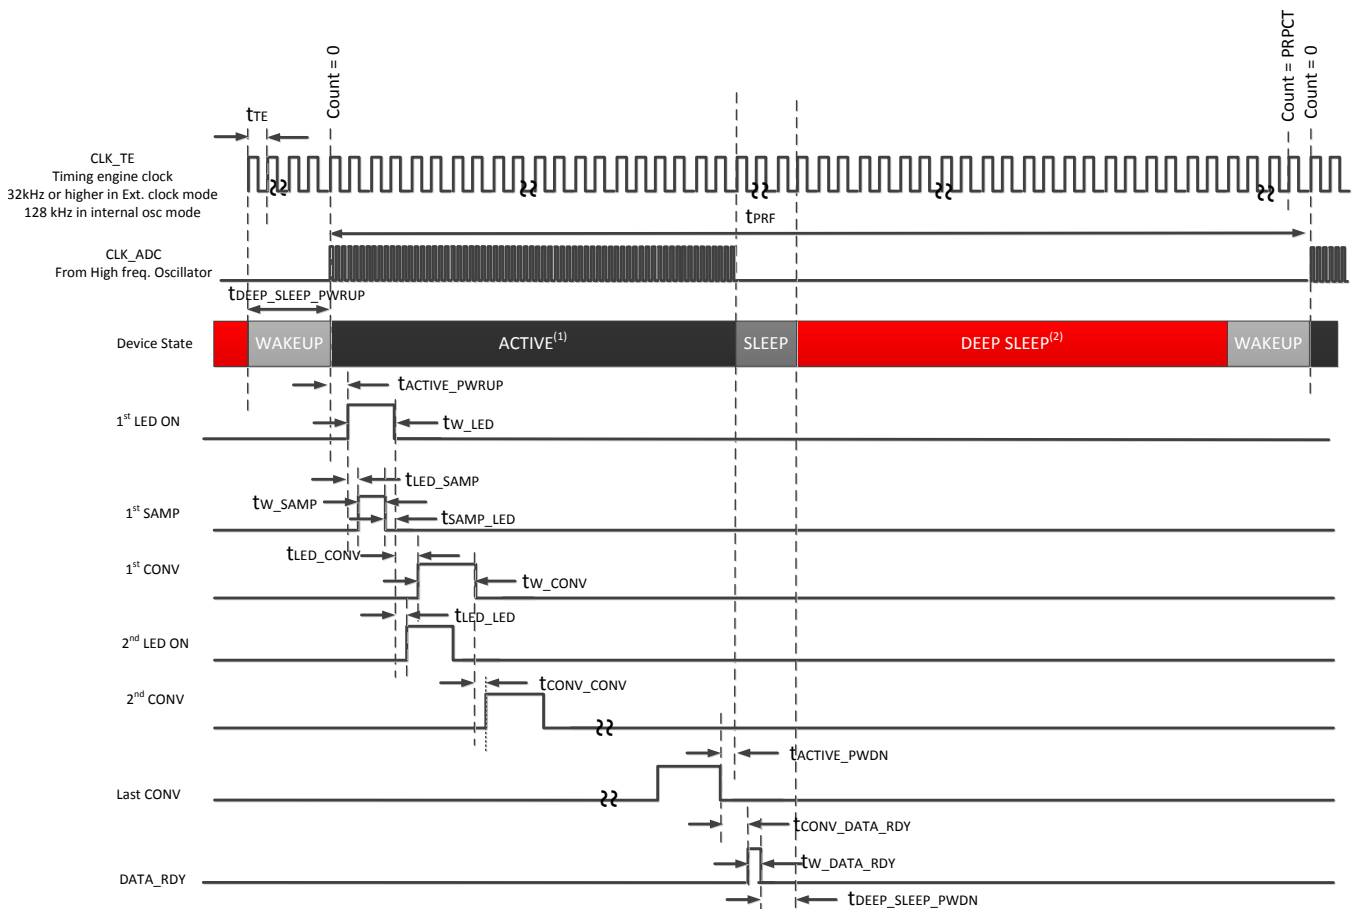 Count = 0
Count = PRPCT
Count = 0
tTE
CLK_TE
Timing engine clock
32kHz or higher in Ext. clock mode
128 kHz in internal osc mode
tPRF
CLK_ADC
From High freq. Oscillator
tDEEP_SLEEP_PWRUP
Device State
WAKEUP
ACTIVE(1)
SLEEP
DEEP SLEEP(2)
WAKEUP
tACTIVE_PWRUP
1st LED ON
tW_LED
tLED_SAMP
tW_SAMP
1st SAMP
tSAMP_LED
tLED_CONV
1st CONV
tW_CONV
tLED_LED
2nd LED ON
tCONV_CONV
2nd CONV
tACTIVE_PWDN
Last CONV
tCONV_DATA_RDY
tW_DATA_RDY
DATA_RDY
tDEEP_SLEEP_PWDN